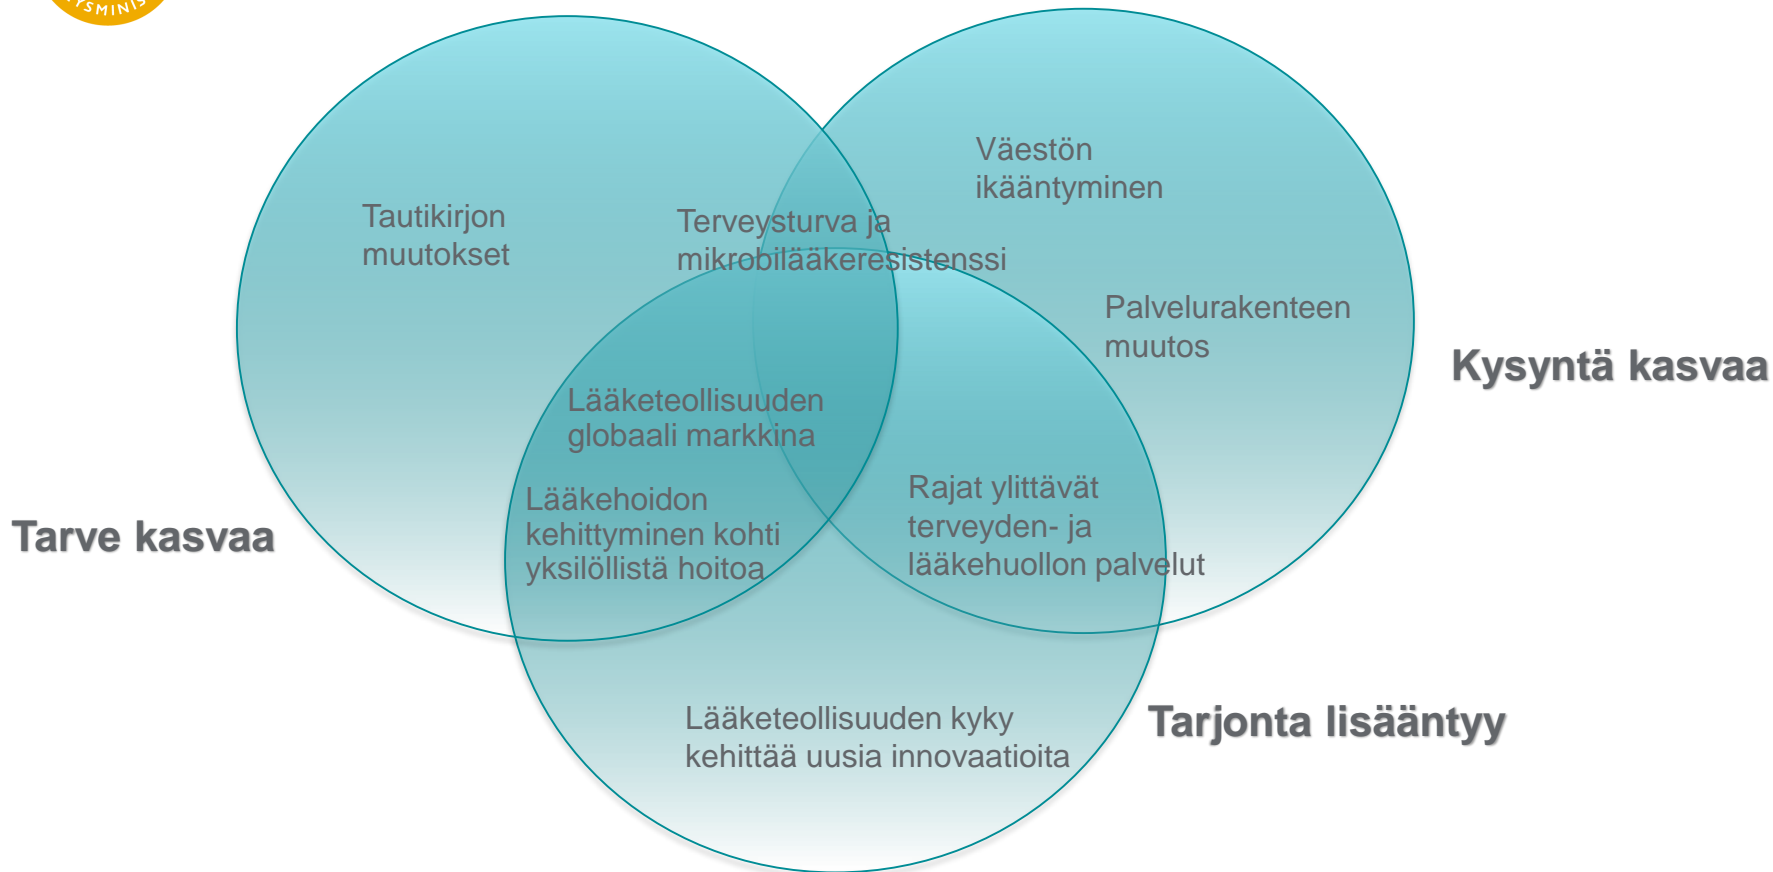 YSMINIS
Väestön
ikääntyminen
Tautikirjon
muutokset
Terveysturva ja
mikrobilääkeresistenssi
Palvelurakenteen
muutos
Kysyntä kasvaa
Lääketeollisuuden
globaali markkina
Lääkehoidon
kehittyminen kohti
yksilöllistä hoitoa
Rajat ylittävät
terveyden- ja
lääkehuollon palvelut
Tarve kasvaa
Lääketeollisuuden kyky
kehittää uusia innovaatioita
Tarjonta lisääntyy